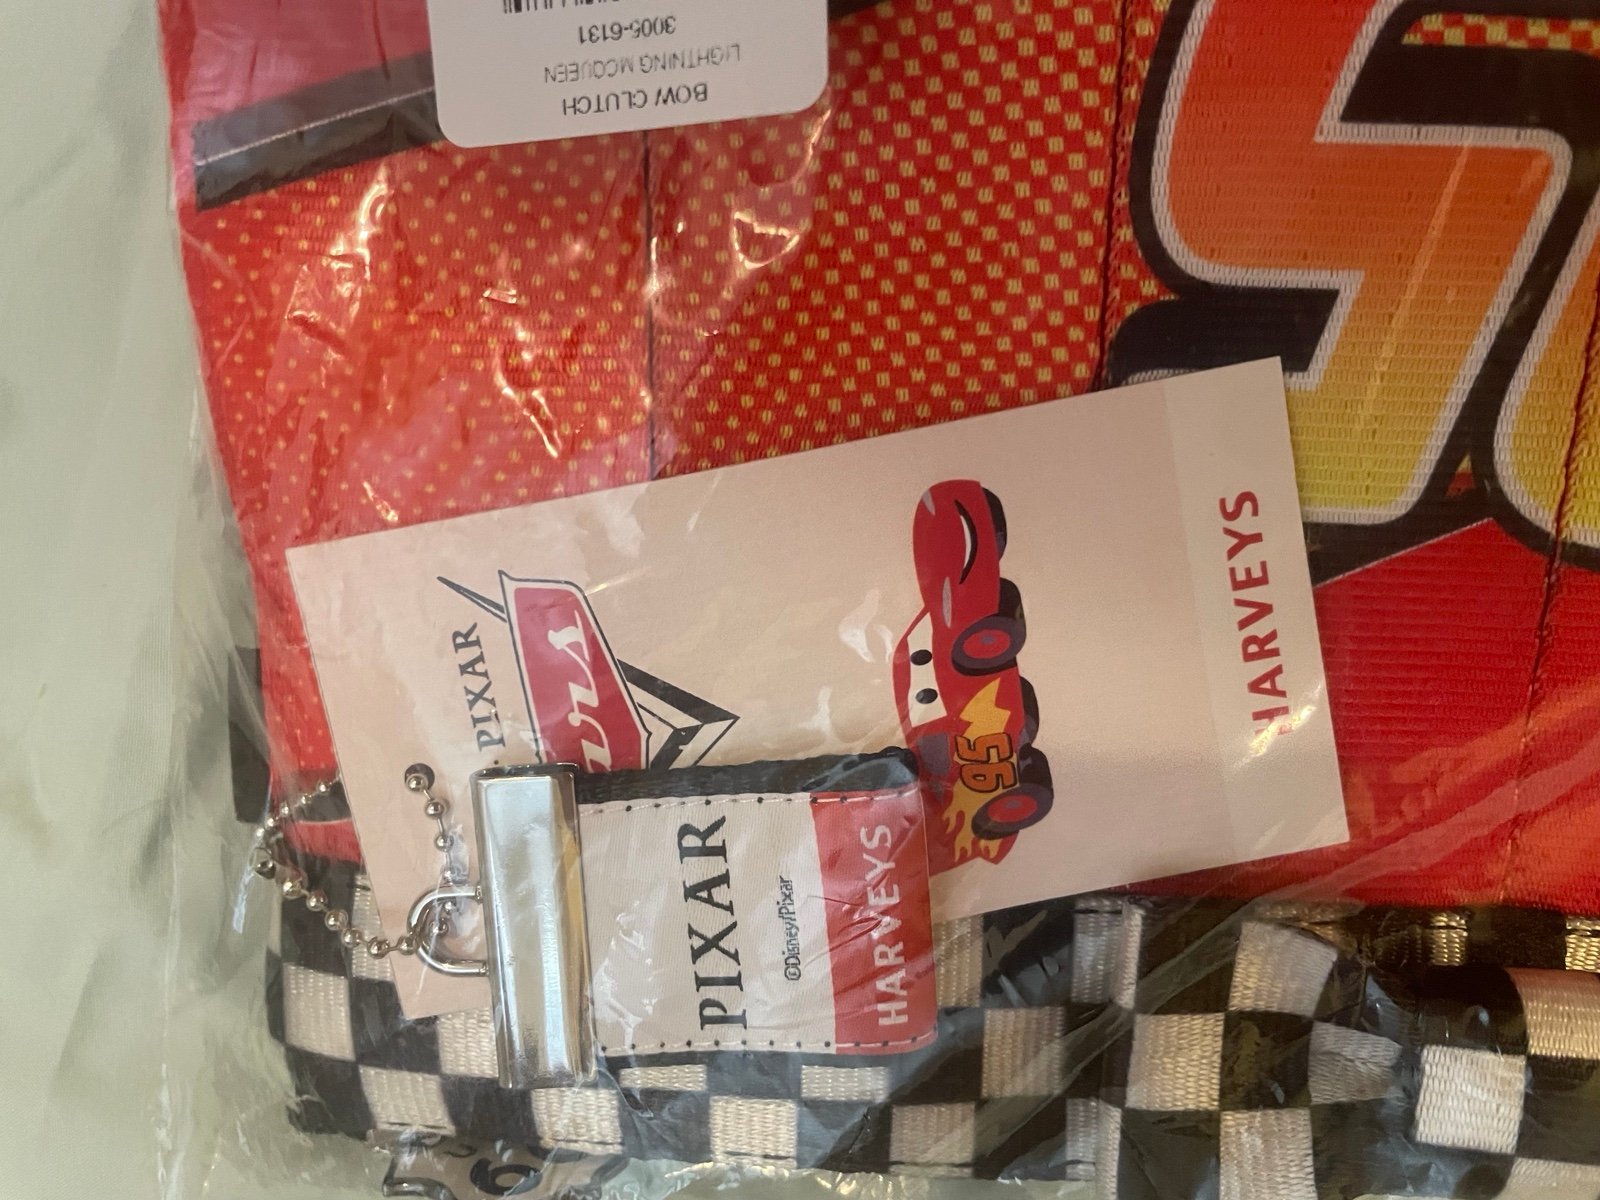 BOW CLUTCH
LIGHTNING MCQUEEN
3005-6131
PIXAR
95
HARVEYS
PIXAR
©Disney/Pixar
HARVEYS